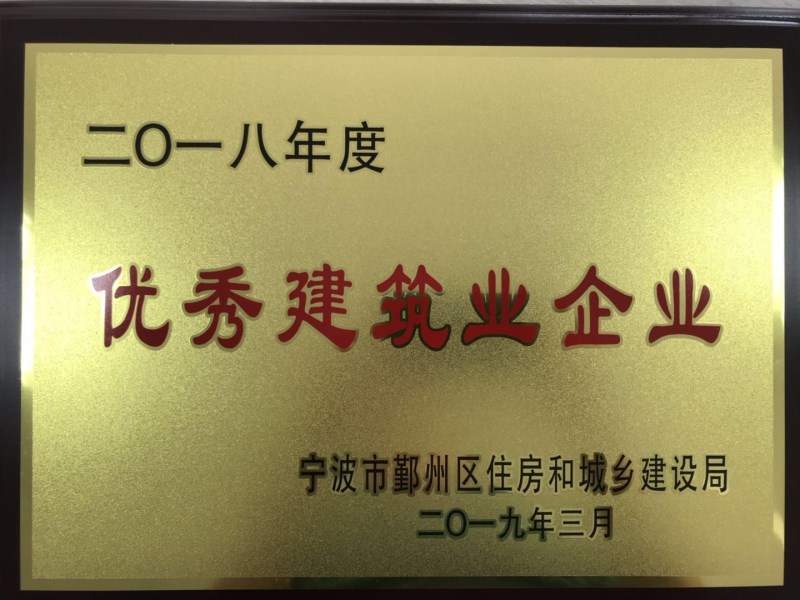 二〇一八年度
优秀建筑业企业
宁波市鄞州区住房和城乡建设局
二〇一九年三月